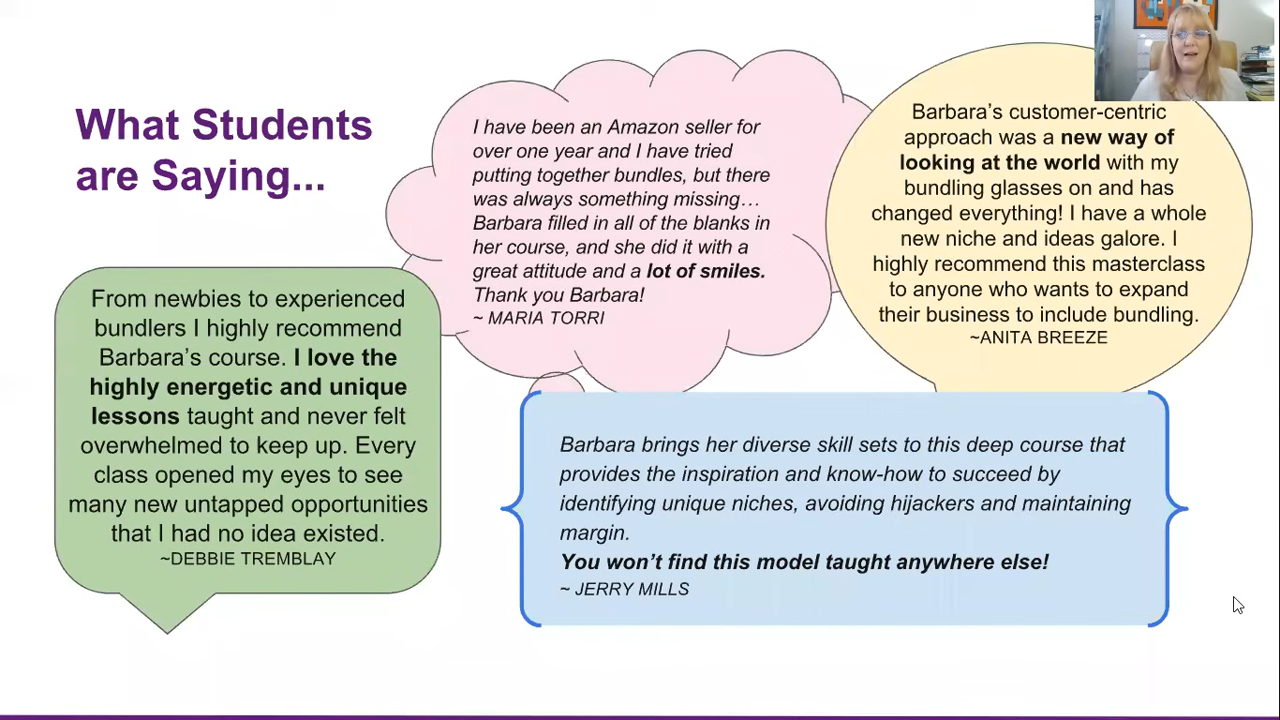 What Students
are Saying...
I have been an Amazon seller for
over one year and I have tried
putting together bundles, but there
was always something missing…
Barbara filled in all of the blanks in
her course, and she did it with a
great attitude and a lot of smiles.
Thank you Barbara!
~ MARIA TORRI
Barbara’s customer-centric
approach was a new way of
looking at the world with my
bundling glasses on and has
changed everything! I have a whole
new niche and ideas galore. I
highly recommend this masterclass
to anyone who wants to expand
their business to include bundling.
~ANITA BREEZE
From newbies to experienced
bundlers I highly recommend
Barbara’s course. I love the
highly energetic and unique
lessons taught and never felt
overwhelmed to keep up. Every
class opened my eyes to see
many new untapped opportunities
that I had no idea existed.
~DEBBIE TREMBLAY
Barbara brings her diverse skill sets to this deep course that
provides the inspiration and know-how to succeed by
identifying unique niches, avoiding hijackers and maintaining
margin.
You won’t find this model taught anywhere else!
~ JERRY MILLS